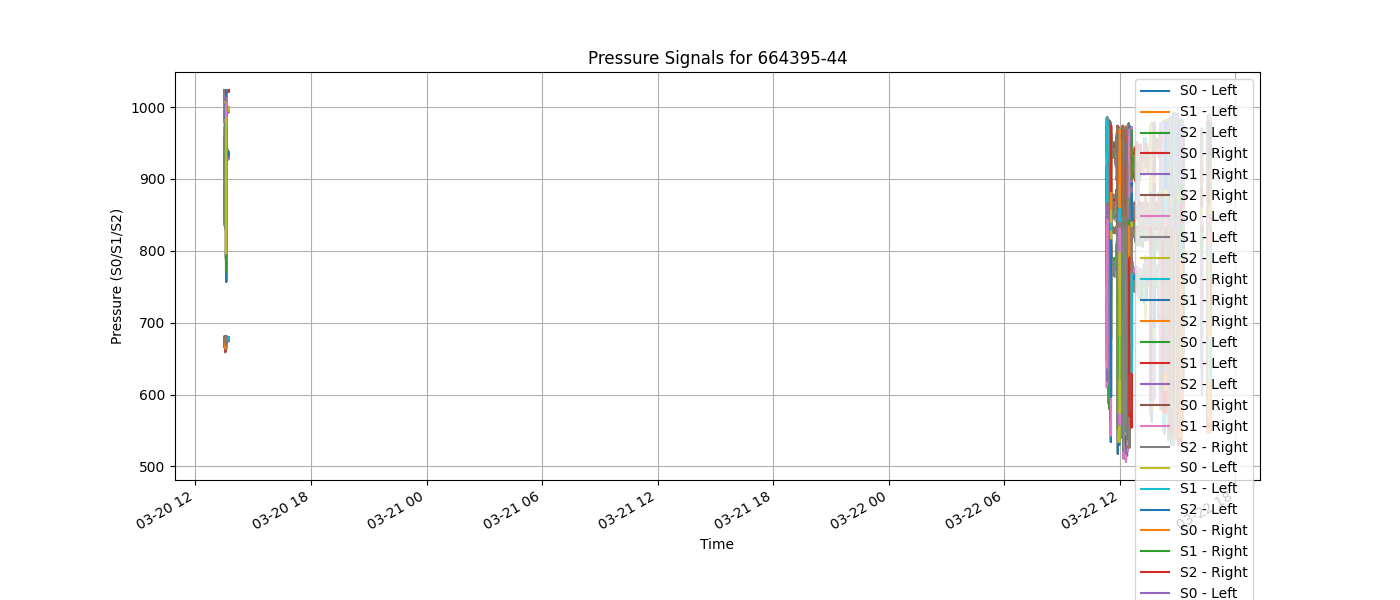 Pressure Signals for 664395-44
Pressure (S0/S1/S2)
1000
900
800
700
600
500
03-20 12
03-20 18
03-21 00
03-21 06
03-21 12
03-21 18
03-22 00
03-22 06
03-22 12
03-22 18
Time
S0 - Left
S1 - Left
S2 - Left
S0 - Right
S1 - Right
S2 - Right
S0 - Left
S1 - Left
S2 - Left
S0 - Right
S1 - Right
S2 - Right
S0 - Left
S1 - Left
S2 - Left
S0 - Right
S1 - Right
S2 - Right
S0 - Left
S1 - Left
S2 - Left
S0 - Right
S1 - Right
S2 - Right
S0 - Left